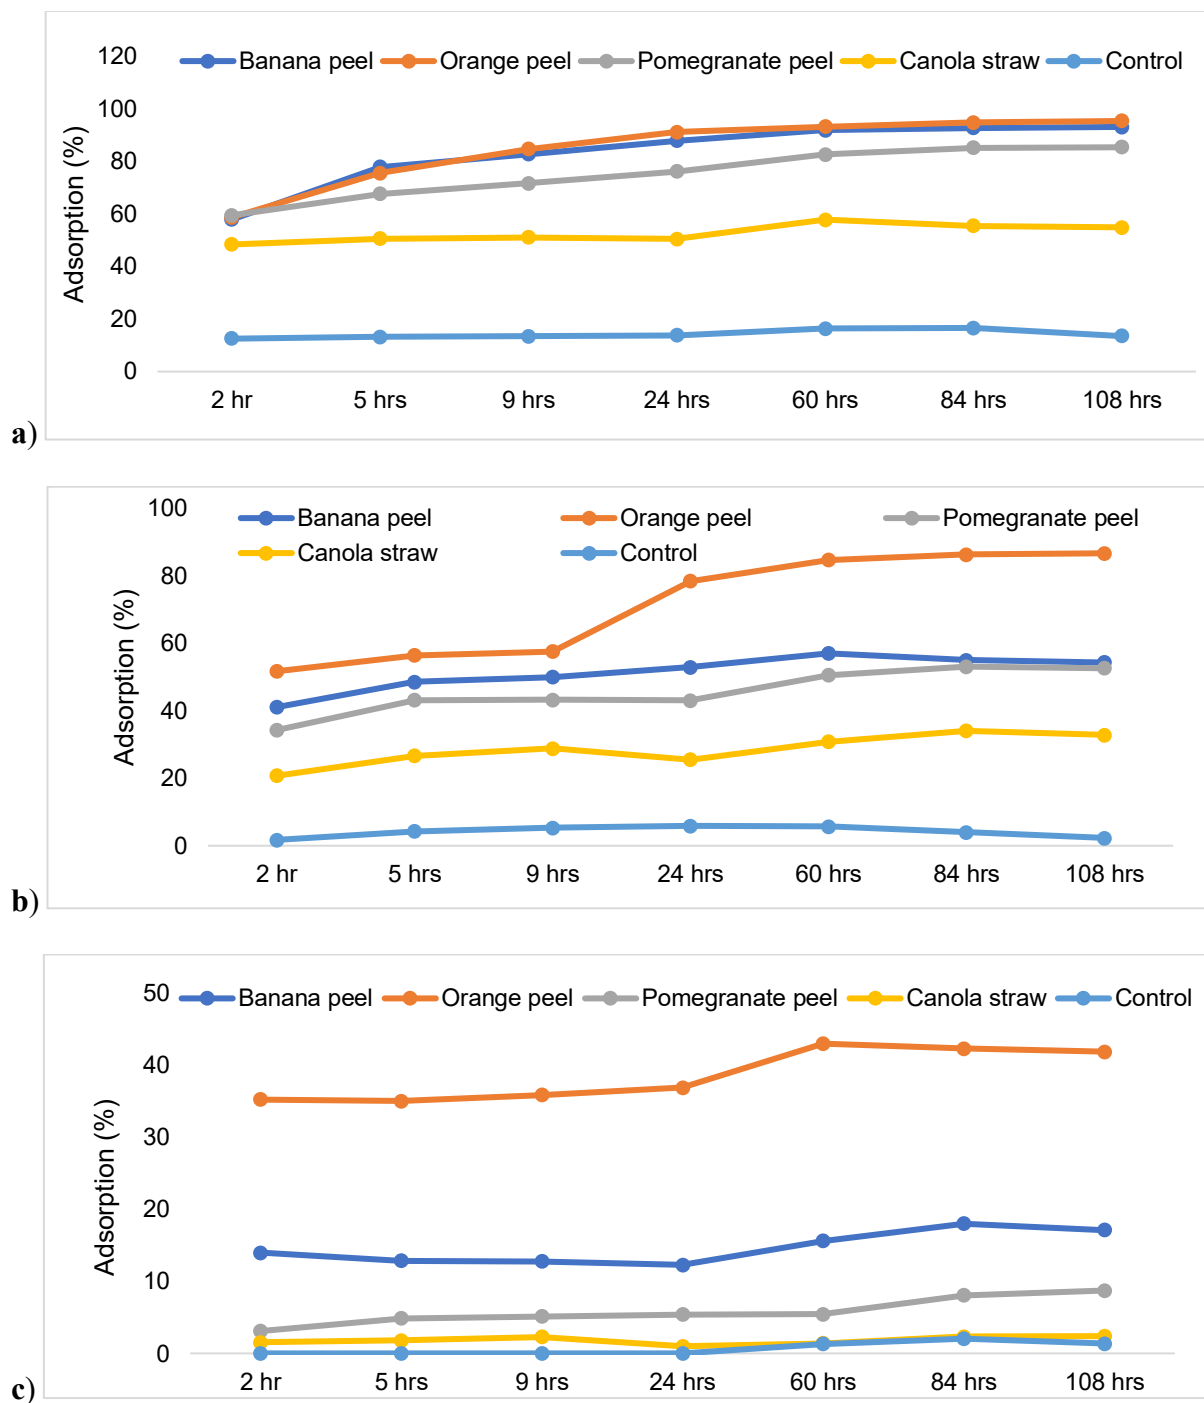 120
Banana peel Orange peel Pomegranate peel Canola straw Control
100
80
60
40
20
0
Adsorption (%)
2 hr 5 hrs 9 hrs 24 hrs 60 hrs 84 hrs 108 hrs
a)
100
Banana peel Orange peel Pomegranate peel
Canola straw Control
80
60
40
20
0
Adsorption (%)
2 hr 5 hrs 9 hrs 24 hrs 60 hrs 84 hrs 108 hrs
b)
50
Banana peel Orange peel Pomegranate peel Canola straw Control
40
30
20
10
0
Adsorption (%)
2 hr 5 hrs 9 hrs 24 hrs 60 hrs 84 hrs 108 hrs
c)